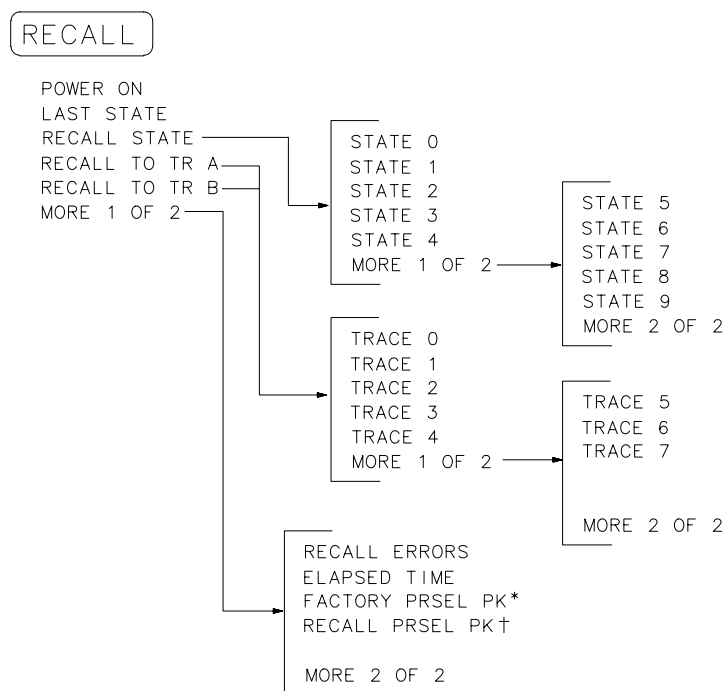 RECALL
POWER ON
LAST STATE
RECALL STATE
RECALL TO TR A
RECALL TO TR B
MORE 1 OF 2
STATE 0
STATE 1
STATE 2
STATE 3
STATE 4
MORE 1 OF 2
STATE 5
STATE 6
STATE 7
STATE 8
STATE 9
MORE 2 OF 2
TRACE 0
TRACE 1
TRACE 2
TRACE 3
TRACE 4
MORE 1 OF 2
TRACE 5
TRACE 6
TRACE 7
MORE 2 OF 2
RECALL ERRORS
ELAPSED TIME
FACTORY PRSEL PK*
RECALL PRSEL PK†
MORE 2 OF 2